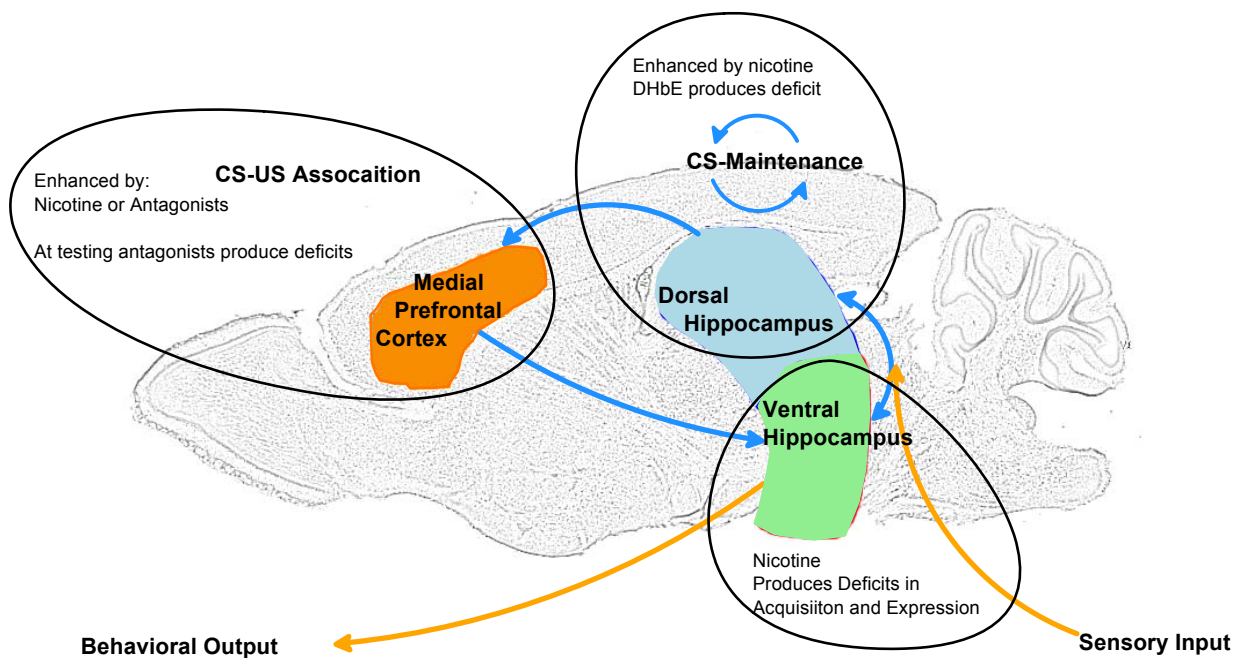 Enhanced by nicotine
DHbE produces deficit
CS-Maintenance
CS-US Assocaition
Enhanced by:
Nicotine or Antagonists
At testing antagonists produce deficits
Medial
Prefrontal
Cortex
Dorsal
Hippocampus
Ventral
Hippocampus
Nicotine
Produces Deficits in
Acquisiiton and Expression
Behavioral Output
Sensory Input